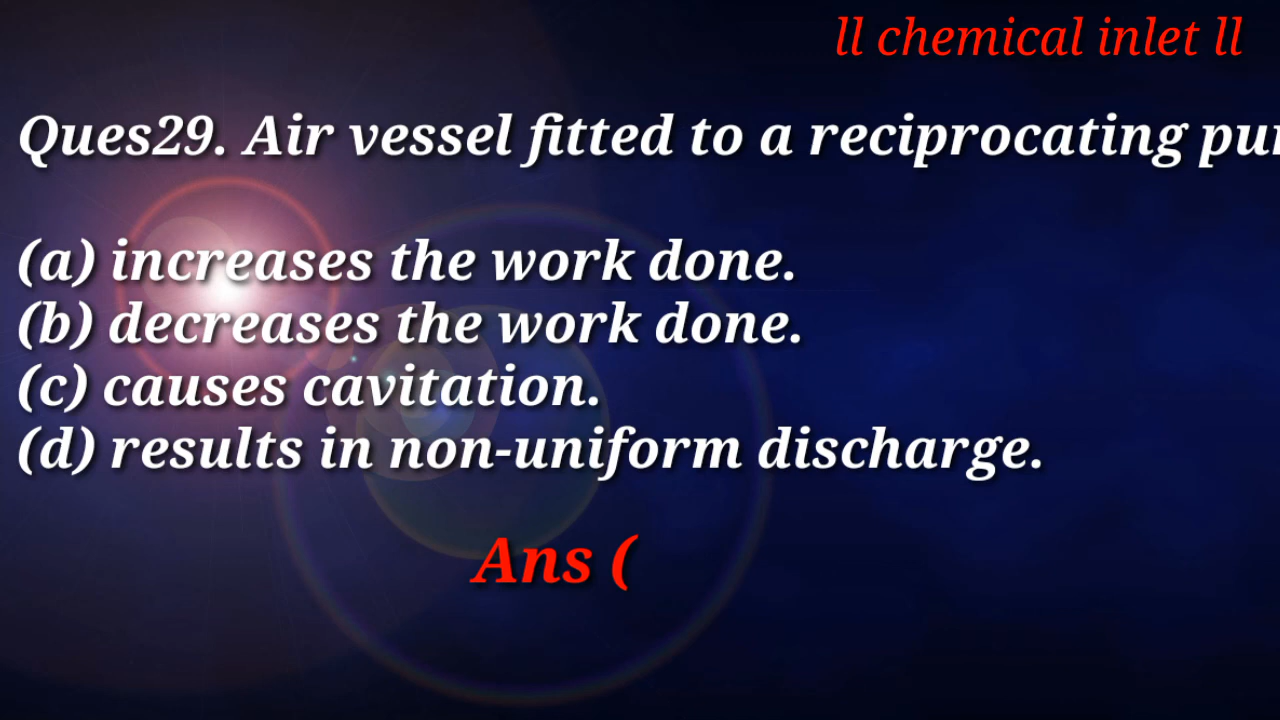 ll chemical inlet ll
Ques29. Air vessel fitted to a reciprocating
(a) increases the work done.
(b) decreases the work done.
(c) causes cavitation.
(d) results in non-uniform discharge.
Ans (